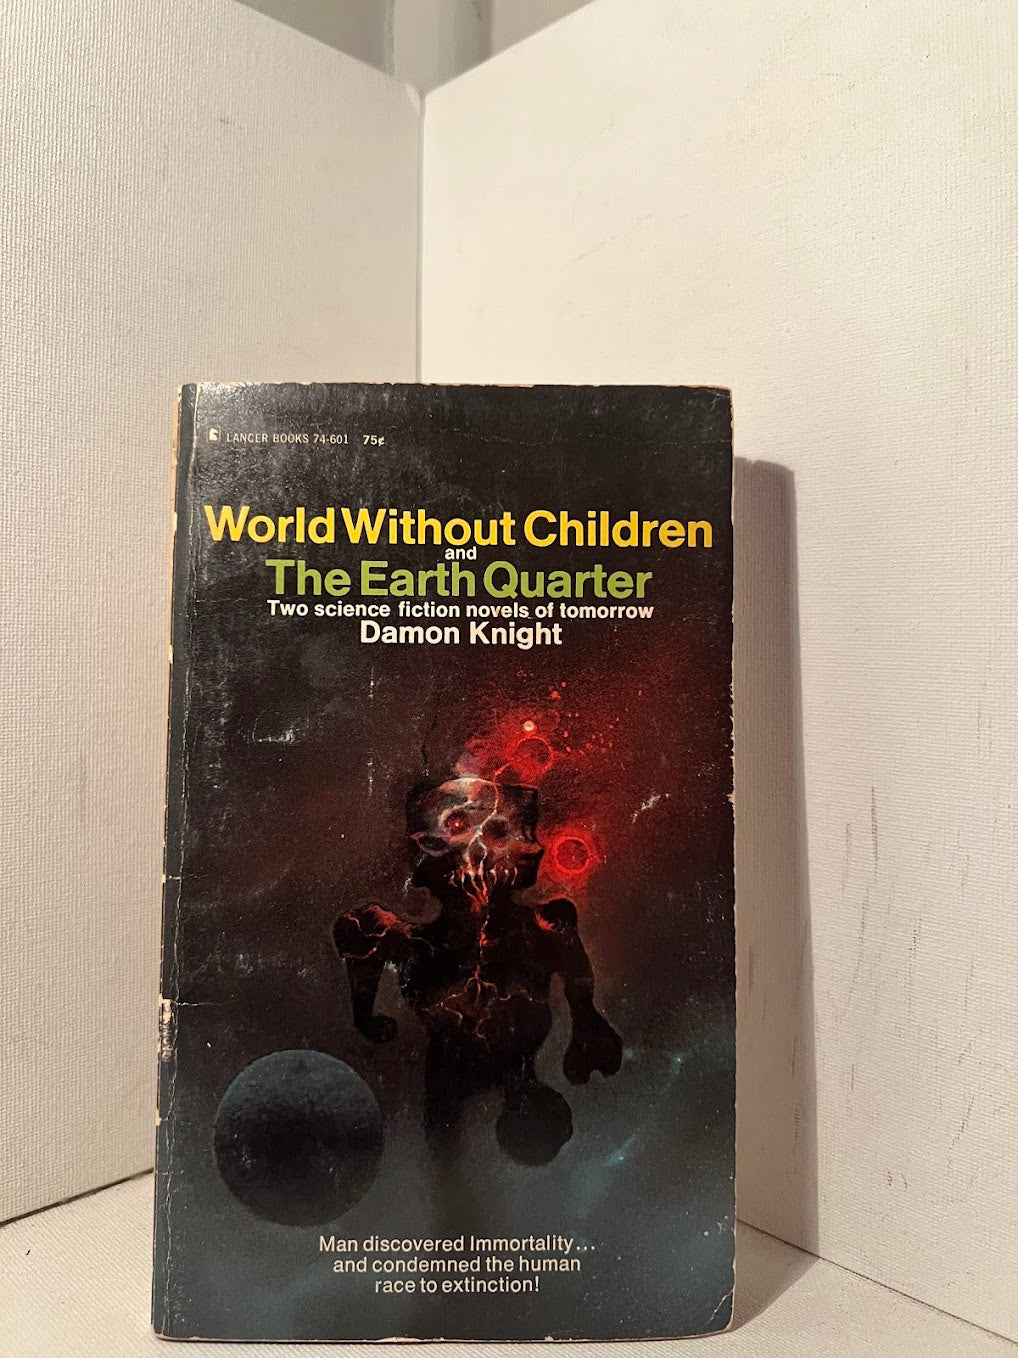 LANCER BOOKS 74-601 75¢
World Without Children
and
The Earth Quarter
Two science fiction novels of tomorrow
Damon Knight
Man discovered Immortality...
and condemned the human
race to extinction!